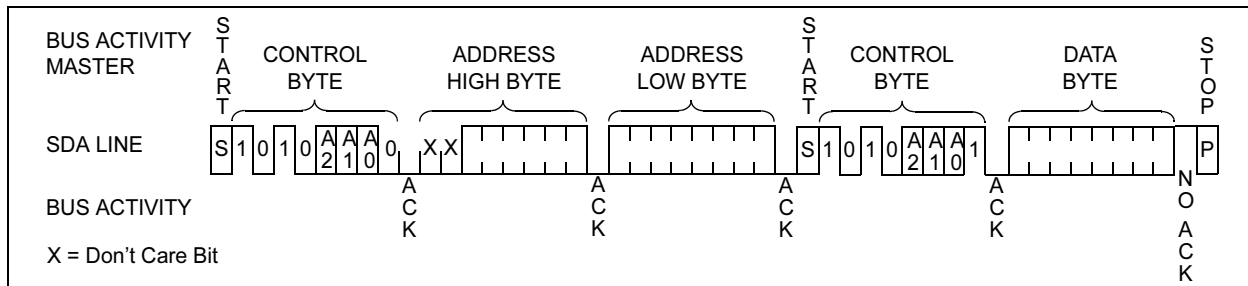 BUS ACTIVITY
MASTER
START
CONTROL
BYTE
ADDRESS
HIGH BYTE
ADDRESS
LOW BYTE
START
CONTROL
BYTE
DATA
BYTE
STOP
SDA LINE
S 1 0 1 0 A2 A1 A0 0 X X S 1 0 1 0 A2 A1 A0 1 P
BUS ACTIVITY
ACK
ACK
ACK
ACK
NO ACK
X = Don't Care Bit